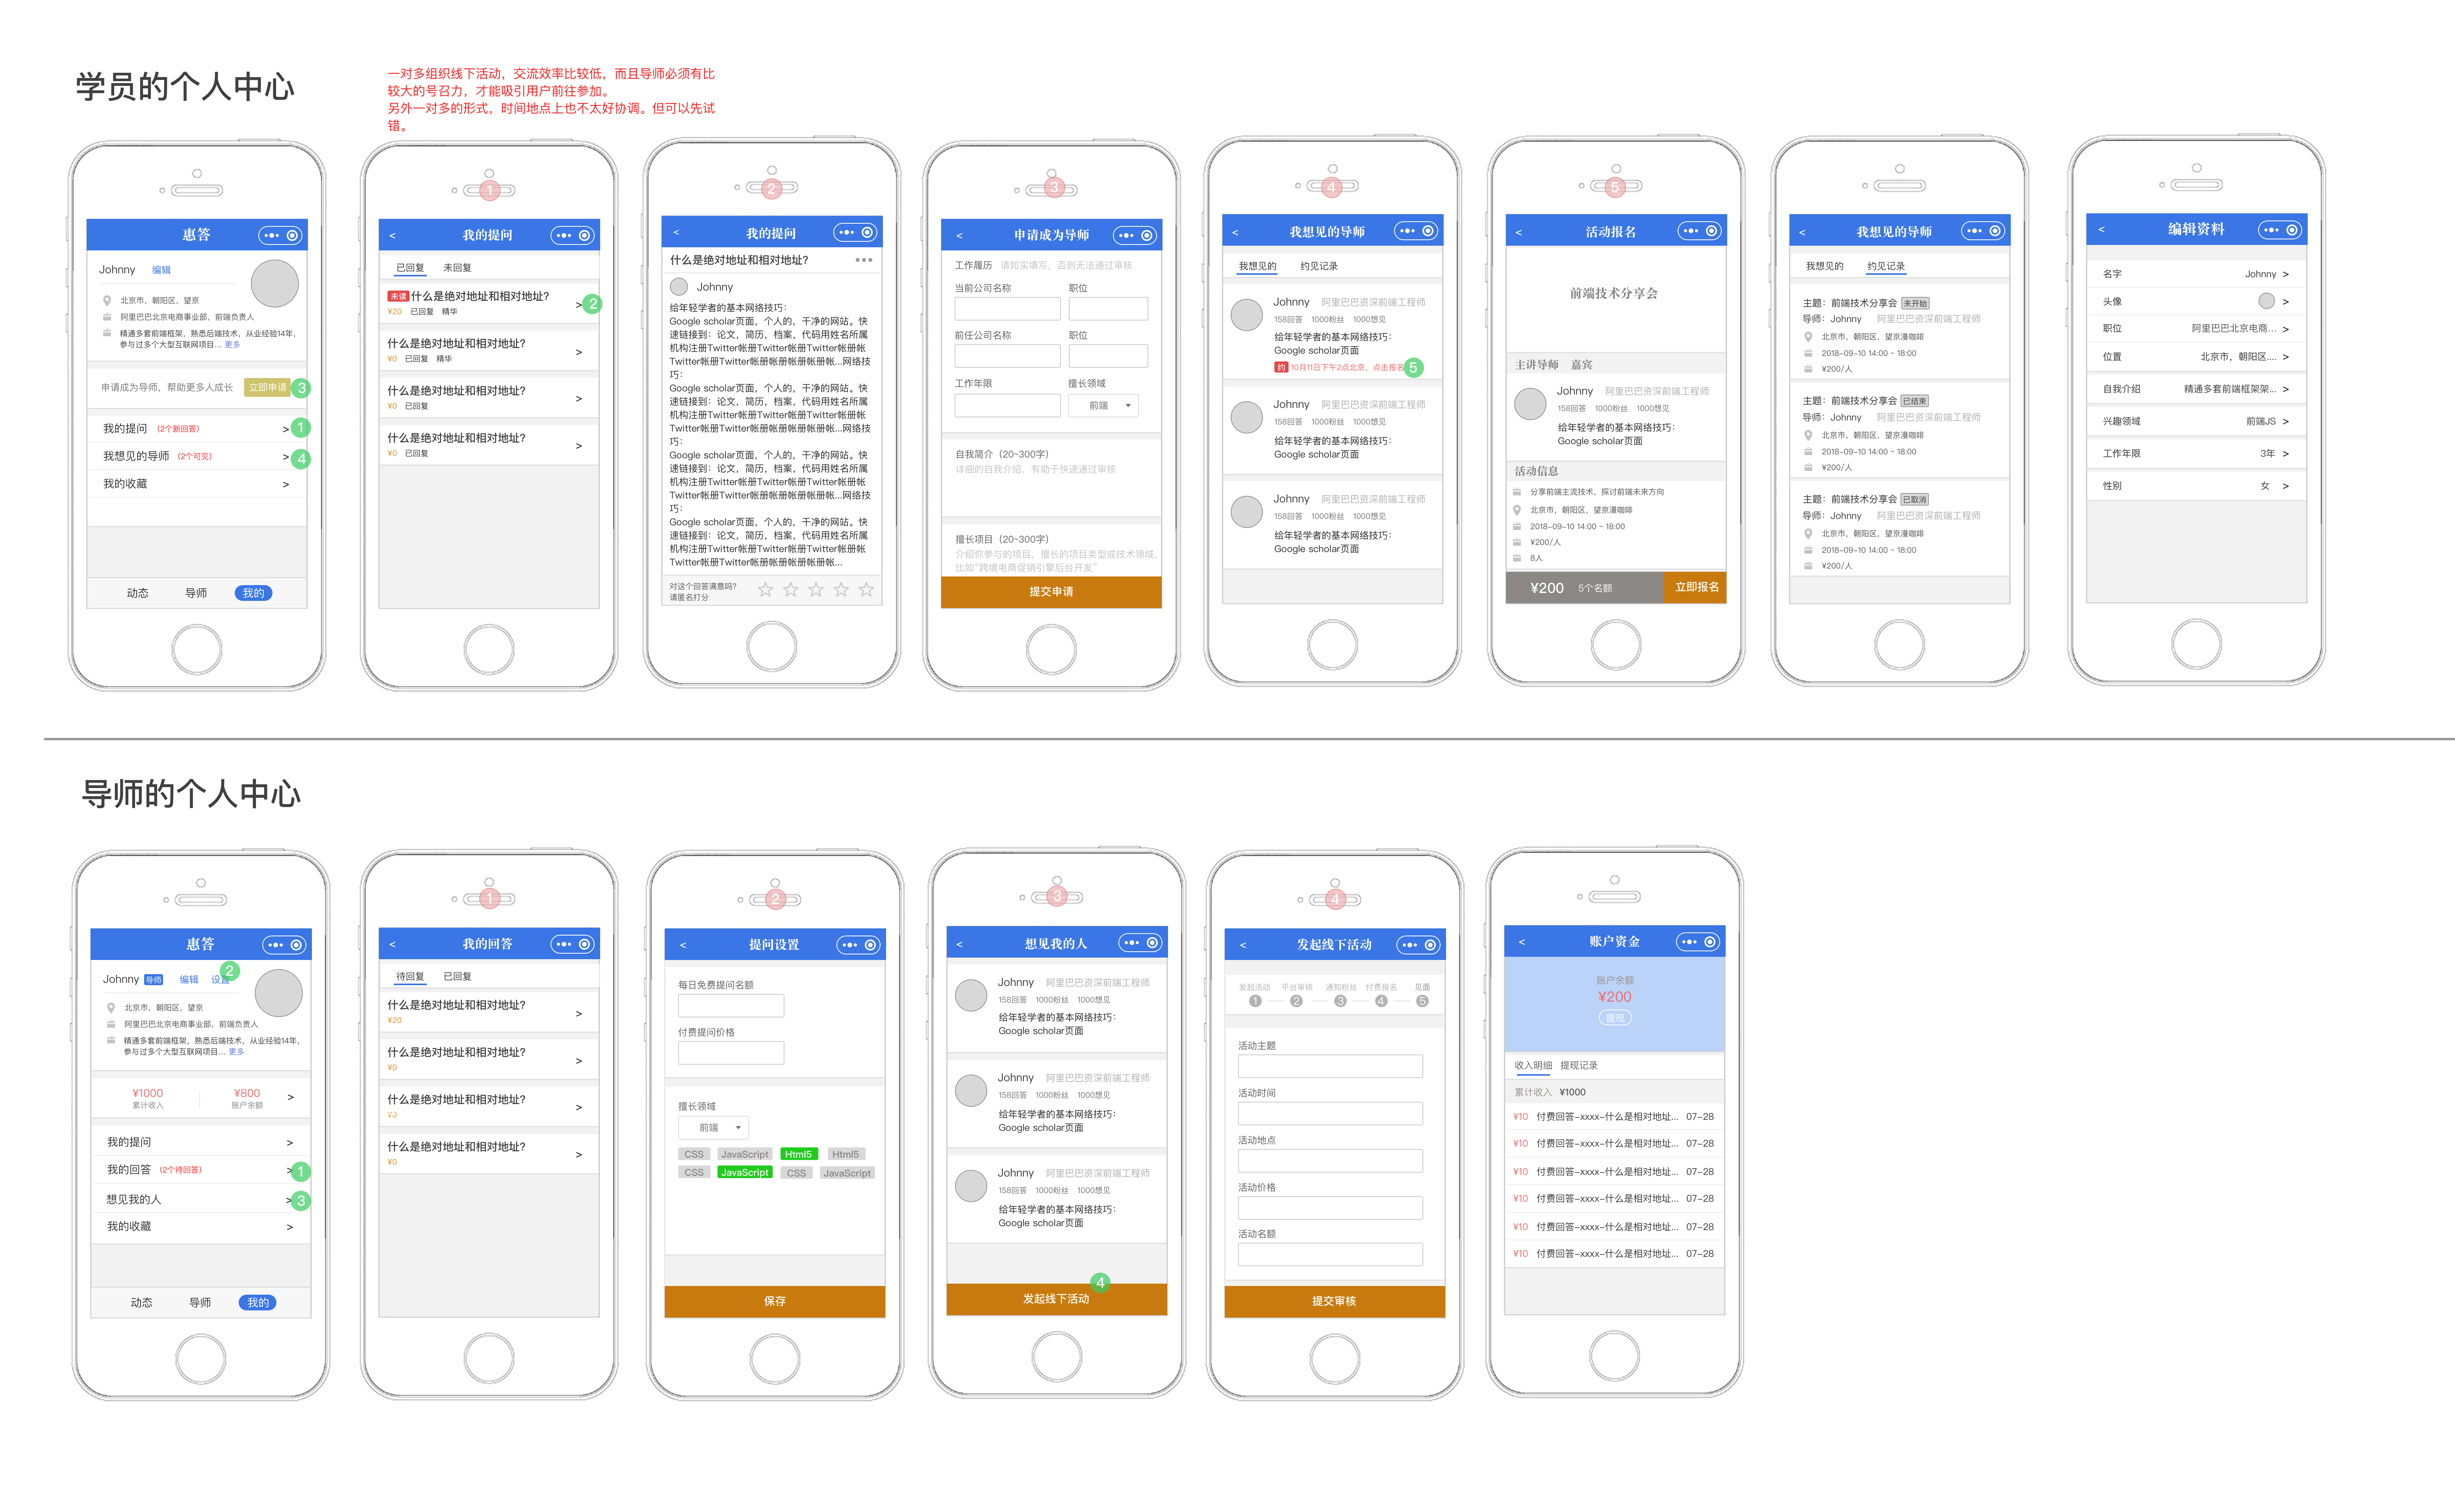 学员的个人中心
一对多组织线下活动，交流效率比较低，而且导师必须有比
较大的号召力，才能吸引用户前往参加。
另外一对多的形式，时间地点上也不太好协调。但可以先试
错。
惠答
Johnny 编辑
北京市，朝阳区，望京
阿里巴巴北京电商事业部，前端负责人
精通多套前端框架，熟悉后端技术，从业经验14年，
参与过多个大型互联网项目... 更多
申请成为导师，帮助更多人成长 立即申请 3
我的提问 （2个新回答） > 1
我想见的导师 （2个可见） > 4
我的收藏 >
动态 导师 我的
1
< 我的提问
已回复 未回复
未读 什么是绝对地址和相对地址? > 2
¥20 已回复 精华
什么是绝对地址和相对地址? >
¥0 已回复 精华
什么是绝对地址和相对地址? >
¥0 已回复
什么是绝对地址和相对地址? >
¥0 已回复
2
< 我的提问
什么是绝对地址和相对地址?
Johnny
给年轻学者的基本网络技巧：
Google scholar页面，个人的，干净的网站。快
速链接到：论文，简历，档案，代码用姓名所属
机构注册Twitter帐册Twitter帐册Twitter帐册帐
Twitter帐册Twitter帐册帐册帐册帐册帐...网络技
巧：
Google scholar页面，个人的，干净的网站。快
速链接到：论文，简历，档案，代码用姓名所属
机构注册Twitter帐册Twitter帐册Twitter帐册帐
Twitter帐册Twitter帐册帐册帐册帐册帐...网络技
巧：
Google scholar页面，个人的，干净的网站。快
速链接到：论文，简历，档案，代码用姓名所属
机构注册Twitter帐册Twitter帐册Twitter帐册帐
Twitter帐册Twitter帐册帐册帐册帐册帐...网络技
巧：
Google scholar页面，个人的，干净的网站。快
速链接到：论文，简历，档案，代码用姓名所属
机构注册Twitter帐册Twitter帐册Twitter帐册帐
Twitter帐册Twitter帐册帐册帐册帐册帐...
对这个回答满意吗?
请匿名打分
3
< 申请成为导师
工作履历 请如实填写，否则无法通过审核
当前公司名称 职位
前任公司名称 职位
工作年限 擅长领域
前端
自我简介（20-300字）
详细的自我介绍，有助于快速通过审核
擅长项目（20-300字）
介绍你参与的项目，擅长的项目类型或技术领域，
比如“跨境电商促销引擎后台开发”
提交申请
4
< 我想见的导师
我想见的 约见记录
Johnny 阿里巴巴资深前端工程师
158回答 1000粉丝 1000想见
给年轻学者的基本网络技巧：
Google scholar页面
约 10月11日下午2点北京，点击报名 5
Johnny 阿里巴巴资深前端工程师
158回答 1000粉丝 1000想见
给年轻学者的基本网络技巧：
Google scholar页面
Johnny 阿里巴巴资深前端工程师
158回答 1000粉丝 1000想见
给年轻学者的基本网络技巧：
Google scholar页面
5
< 活动报名
前端技术分享会
主讲导师 嘉宾
Johnny 阿里巴巴资深前端工程师
158回答 1000粉丝 1000想见
给年轻学者的基本网络技巧：
Google scholar页面
活动信息
分享前端主流技术，探讨前端未来方向
北京市，朝阳区，望京漫咖啡
2018-09-10 14:00 ~ 18:00
¥200/人
8人
¥200 5个名额 立即报名
< 我想见的导师
我想见的 约见记录
主题：前端技术分享会 未开始
导师：Johnny 阿里巴巴资深前端工程师
北京市，朝阳区，望京漫咖啡
2018-09-10 14:00 ~ 18:00
¥200/人
主题：前端技术分享会 已结束
导师：Johnny 阿里巴巴资深前端工程师
北京市，朝阳区，望京漫咖啡
2018-09-10 14:00 ~ 18:00
¥200/人
主题：前端技术分享会 已取消
导师：Johnny 阿里巴巴资深前端工程师
北京市，朝阳区，望京漫咖啡
2018-09-10 14:00 ~ 18:00
¥200/人
< 编辑资料
名字 Johnny >
头像 >
职位 阿里巴巴北京电商... >
位置 北京市，朝阳区.... >
自我介绍 精通多套前端框架架... >
兴趣领域 前端JS >
工作年限 3年 >
性别 女 >
导师的个人中心
惠答
Johnny 导师 编辑 设置 2
北京市，朝阳区，望京
阿里巴巴北京电商事业部，前端负责人
精通多套前端框架，熟悉后端技术，从业经验14年，
参与过多个大型互联网项目... 更多
¥1000 ¥800 >
累计收入 账户余额
我的提问 >
我的回答 （2个待回答） > 1
想见我的人 > 3
我的收藏 >
动态 导师 我的
1
< 我的回答
待回复 已回复
什么是绝对地址和相对地址? >
¥20
什么是绝对地址和相对地址? >
¥0
什么是绝对地址和相对地址? >
¥0
什么是绝对地址和相对地址? >
¥0
2
< 提问设置
每日免费提问名额
付费提问价格
擅长领域
前端
CSS JavaScript Html5 Html5
CSS JavaScript CSS JavaScript
保存
3
< 想见我的人
Johnny 阿里巴巴资深前端工程师
158回答 1000粉丝 1000想见
给年轻学者的基本网络技巧：
Google scholar页面
Johnny 阿里巴巴资深前端工程师
158回答 1000粉丝 1000想见
给年轻学者的基本网络技巧：
Google scholar页面
Johnny 阿里巴巴资深前端工程师
158回答 1000粉丝 1000想见
给年轻学者的基本网络技巧：
Google scholar页面
4
发起线下活动
4
< 发起线下活动
发起活动 平台审核 通知粉丝 付费报名 见面
1 2 3 4 5
活动主题
活动时间
活动地点
活动价格
活动名额
提交审核
< 账户资金
账户余额
¥200
提现
收入明细 提现记录
累计收入 ¥1000
¥10 付费回答-xxxx-什么是相对地址... 07-28
¥10 付费回答-xxxx-什么是相对地址... 07-28
¥10 付费回答-xxxx-什么是相对地址... 07-28
¥10 付费回答-xxxx-什么是相对地址... 07-28
¥10 付费回答-xxxx-什么是相对地址... 07-28
¥10 付费回答-xxxx-什么是相对地址... 07-28